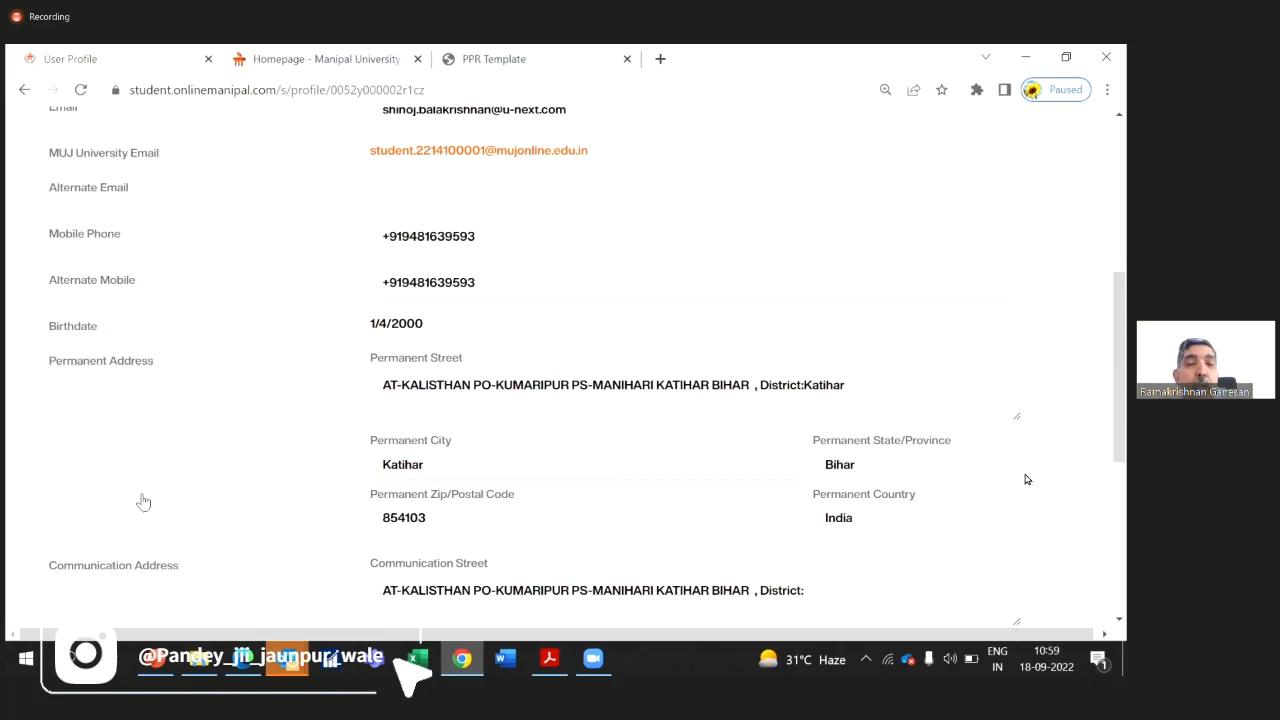 Recording
User Profile
Homepage - Manipal University
PPR Template
student.onlinemanipal.com/s/profile/0052y000002r1cz
Paused
Email
shinoj.balakrishnan@u-next.com
MUJ University Email
student.2214100001@mujonline.edu.in
Alternate Email
Mobile Phone
+919481639593
Alternate Mobile
+919481639593
Birthdate
1/4/2000
Permanent Address
Permanent Street
AT-KALISTHAN PO-KUMARIPUR PS-MANIHARI KATIHAR BIHAR , District:Katihar
Permanent City
Permanent State/Province
Katihar
Bihar
Permanent Zip/Postal Code
Permanent Country
854103
India
Ramakrishnan Ganesan
Communication Address
Communication Street
AT-KALISTHAN PO-KUMARIPUR PS-MANIHARI KATIHAR BIHAR , District:
@Pandey_ji_jaunpur_wale
31°C Haze
ENG
IN
10:59
18-09-2022
1